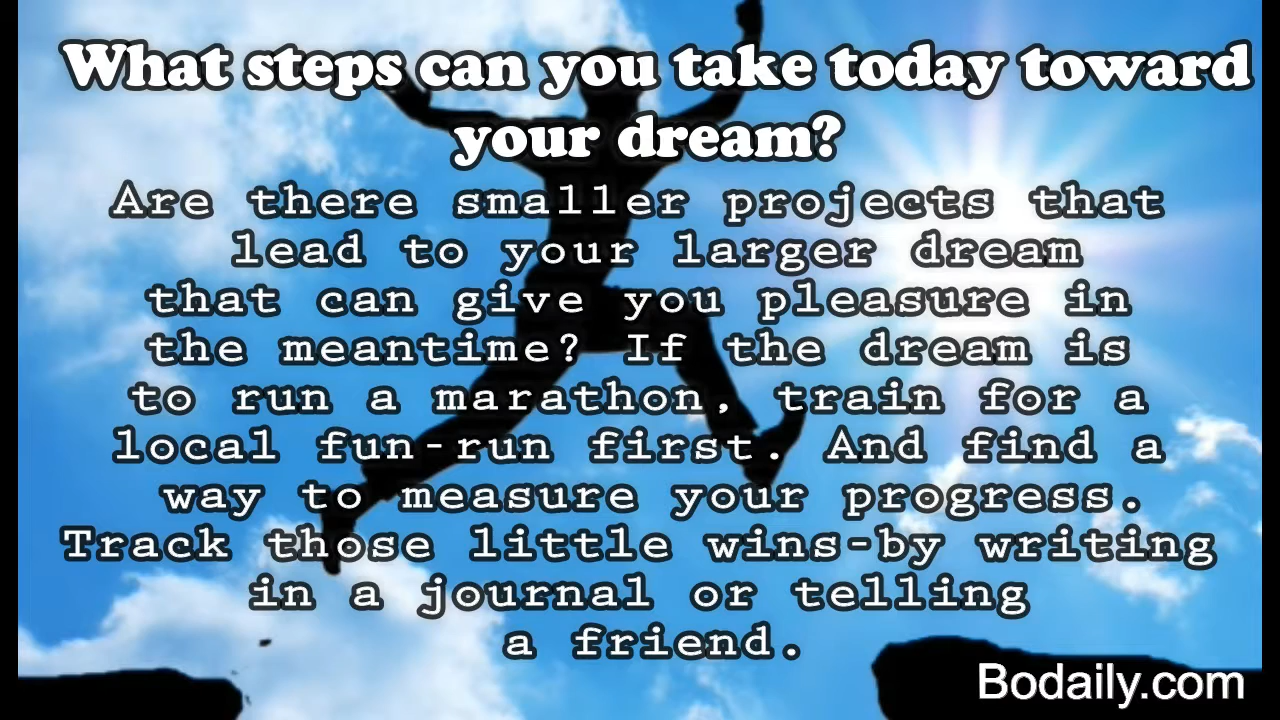 What steps can you take today toward
your dream?
Are there smaller projects that
lead to your larger dream
that can give you pleasure in
the meantime? If the dream is
to run a marathon, train for a
local fun-run first. And find a
way to measure your progress.
Track those little wins-by writing
in a journal or telling
a friend.
Bodaily.com